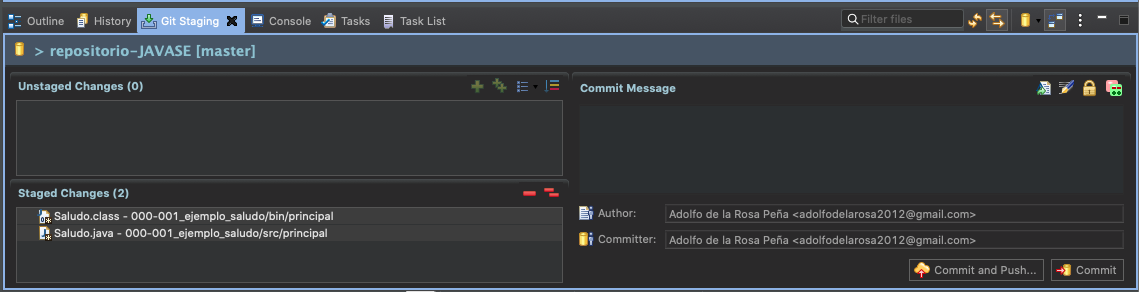 Outline History Git Staging Console Tasks Task List Filter files
> repositorio-JAVASE [master]
Unstaged Changes (0)
Staged Changes (2)
Saludo.class - 000-001_ejemplo_saludo/bin/principal
Saludo.java - 000-001_ejemplo_saludo/src/principal
Commit Message
Author: Adolfo de la Rosa Peña <adolfodelarosa2012@gmail.com>
Committer: Adolfo de la Rosa Peña <adolfodelarosa2012@gmail.com>
Commit and Push... Commit